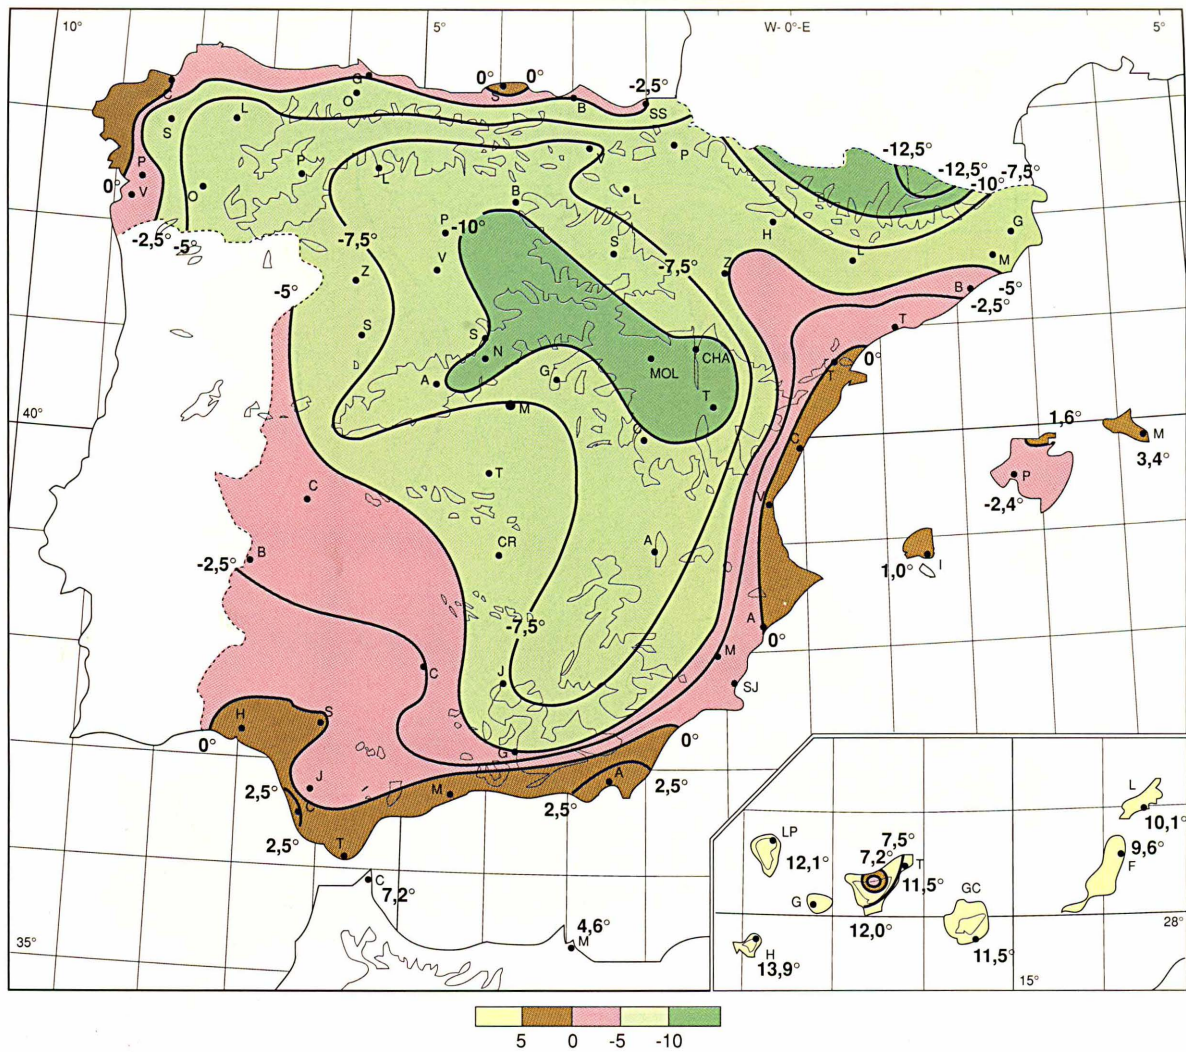 10° 5° W- 0°-E 5°
0° 0°
G
S
-2,5°
C
O
B
SS
L
S
-12,5°
P
V
P
P
L
-12,5° -7,5°
-10°
0° V
O
B
L
G
-2,5° -5°
P -10°
H
S
V
-7,5°
Z
L
M
Z
-5°
B
-5°
-2,5°
S
S
T
N
CHA
0°
MOL
G
T
A
T
M
40°
1,6°
M
3,4°
C
C
T
P
-2,4°
C
V
CR
A
B
-2,5°
1,0° I
-7,5°
A
0°
C
M
J
SJ
H
S
0°
G
0°
J
A
2,5°
2,5°
C
M
2,5°
2,5°
T
C
7,2°
4,6°
M
35°
L
10,1°
LP
12,1°
7,5°
7,2°
T
11,5°
9,6°
F
G
GC
12,0°
28°
H
13,9°
11,5°
15°
5 0 -5 -10